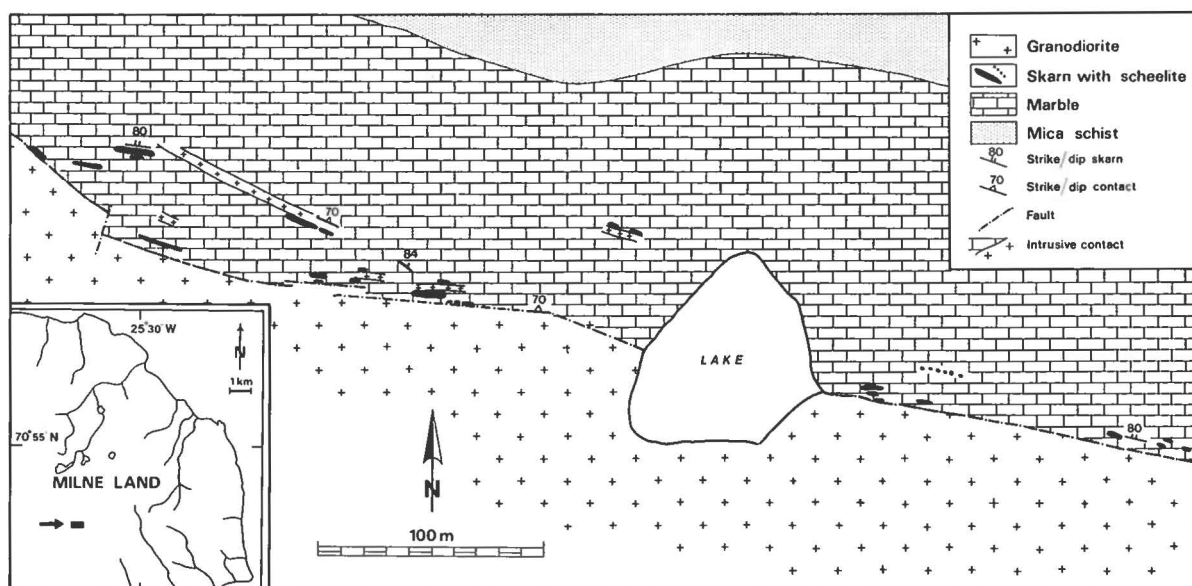 Granodiorite
Skarn with scheelite
Marble
Mica schist
80 Strike/dip skarn
70 Strike/dip contact
Fault
Intrusive contact
80
70
84
70
LAKE
80
N
100 m
25°30' W
N
1 km
70°55' N
MILNE LAND